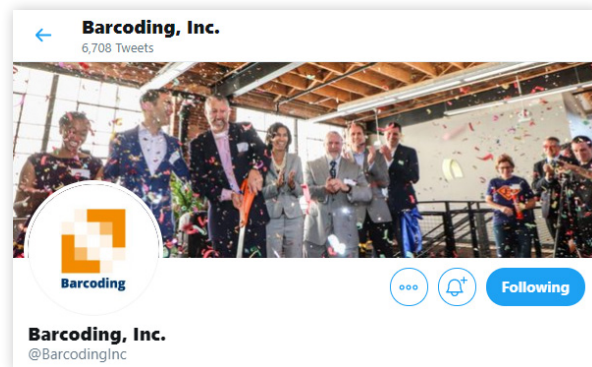 Barcoding, Inc.
6,708 Tweets
Barcoding
Following
Barcoding, Inc.
@BarcodingInc